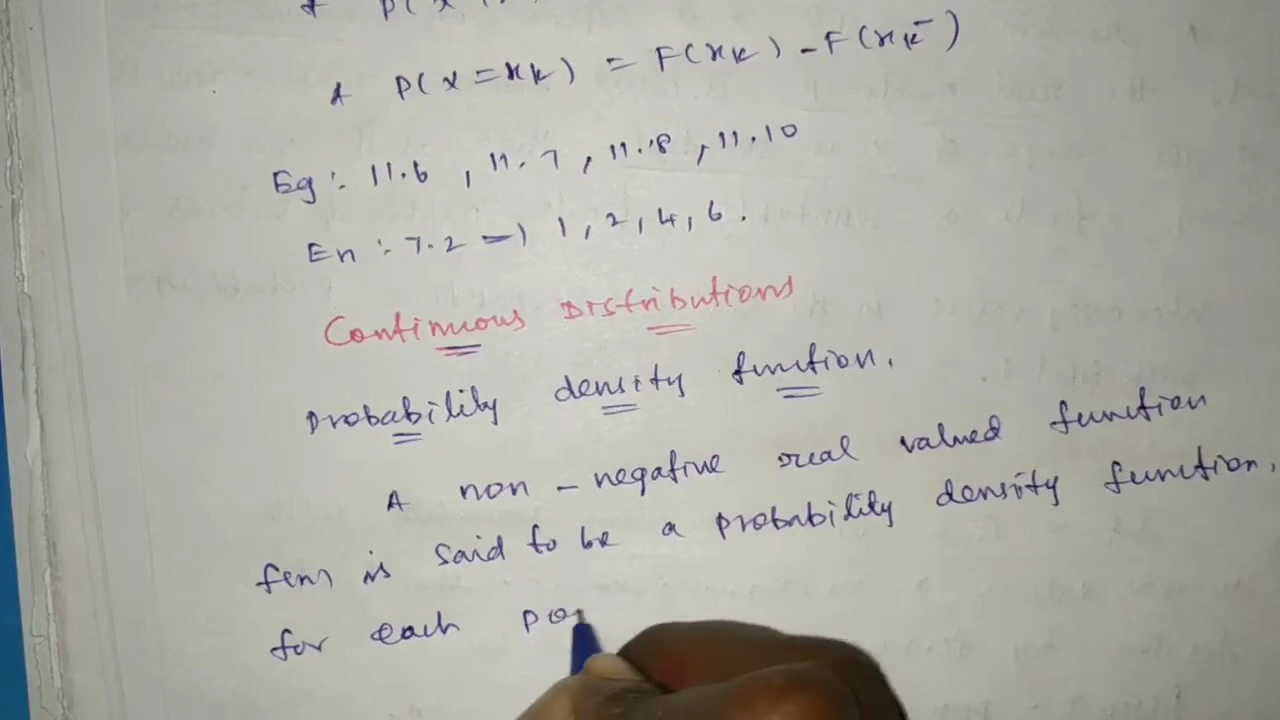 P(X
* P(X=xk) = F(xk) - F(xk⁻)
Eg: 11.6, 11.7, 11.8, 11.10
En: 7.2 → 1, 2, 4, 6.
Continuous Distributions
Probability density function.
A non-negative real valued function
f(x) is said to be a probability density function,
for each po